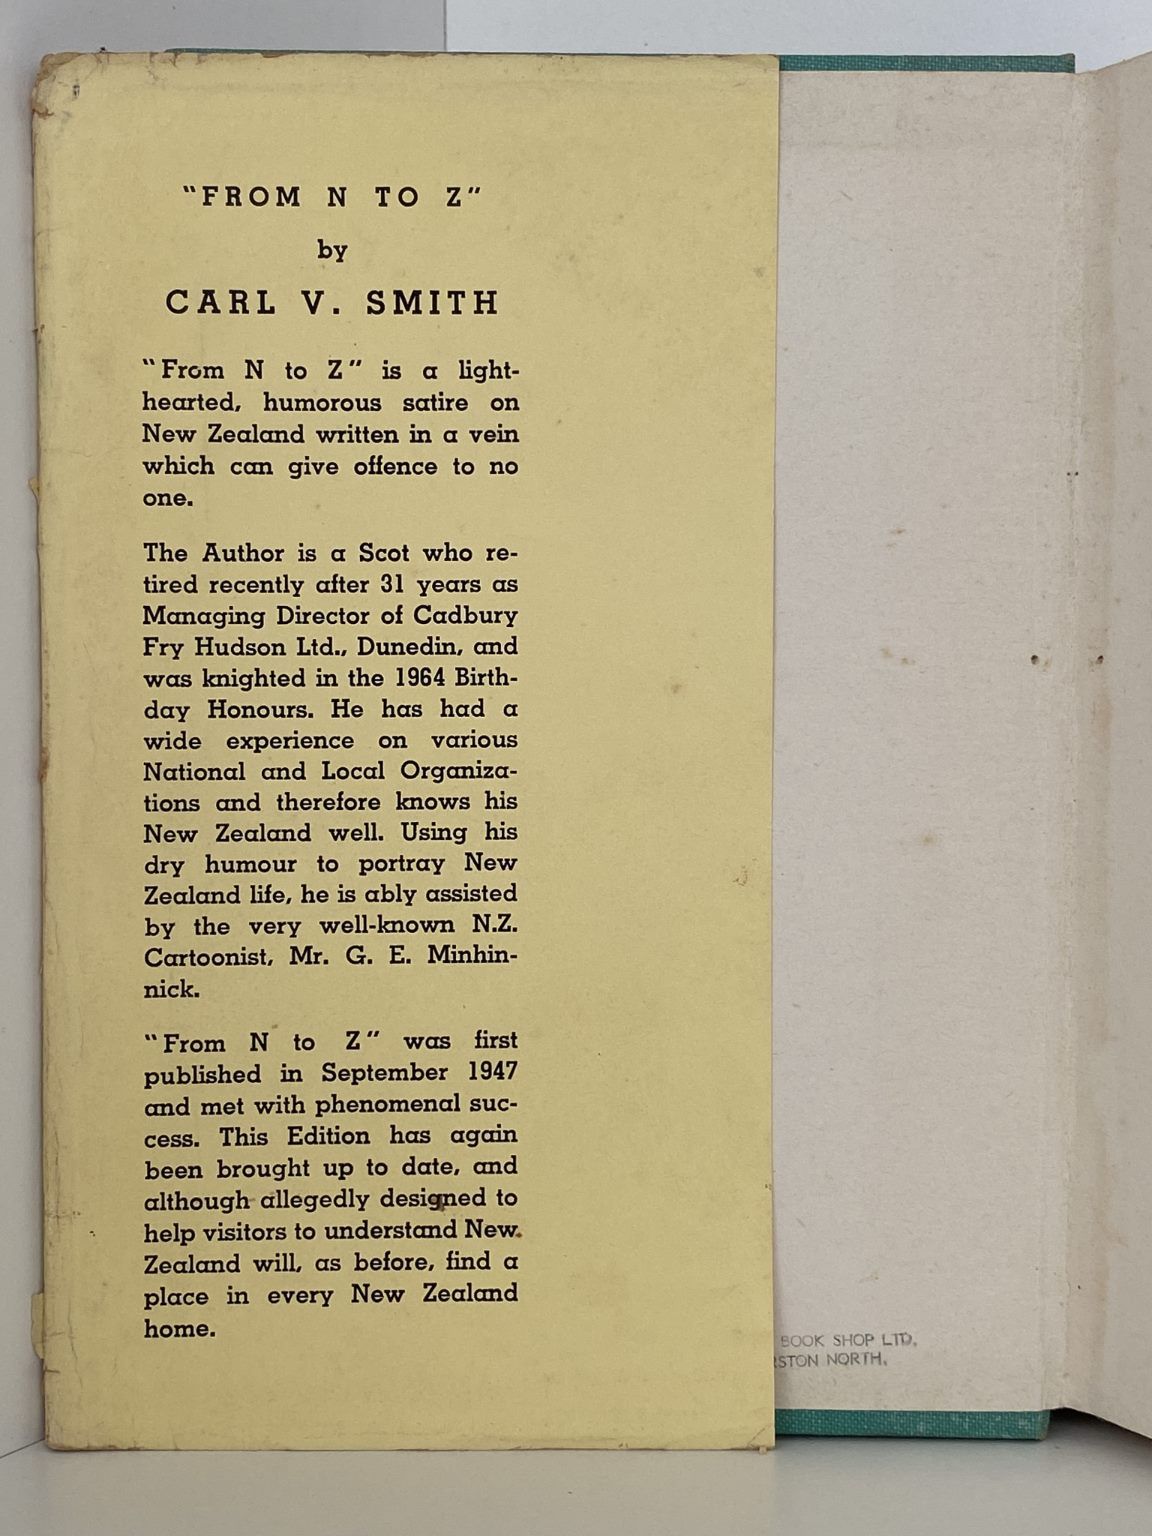 "FROM N TO Z"
by
CARL V. SMITH
"From N to Z" is a light-
hearted, humorous satire on
New Zealand written in a vein
which can give offence to no
one.
The Author is a Scot who re-
tired recently after 31 years as
Managing Director of Cadbury
Fry Hudson Ltd., Dunedin, and
was knighted in the 1964 Birth-
day Honours. He has had a
wide experience on various
National and Local Organiza-
tions and therefore knows his
New Zealand well. Using his
dry humour to portray New
Zealand life, he is ably assisted
by the very well-known N.Z.
Cartoonist, Mr. G. E. Minhin-
nick.
"From N to Z" was first
published in September 1947
and met with phenomenal suc-
cess. This Edition has again
been brought up to date, and
although allegedly designed to
help visitors to understand New
Zealand will, as before, find a
place in every New Zealand
home.
BOOK SHOP LTD.
STON NORTH.